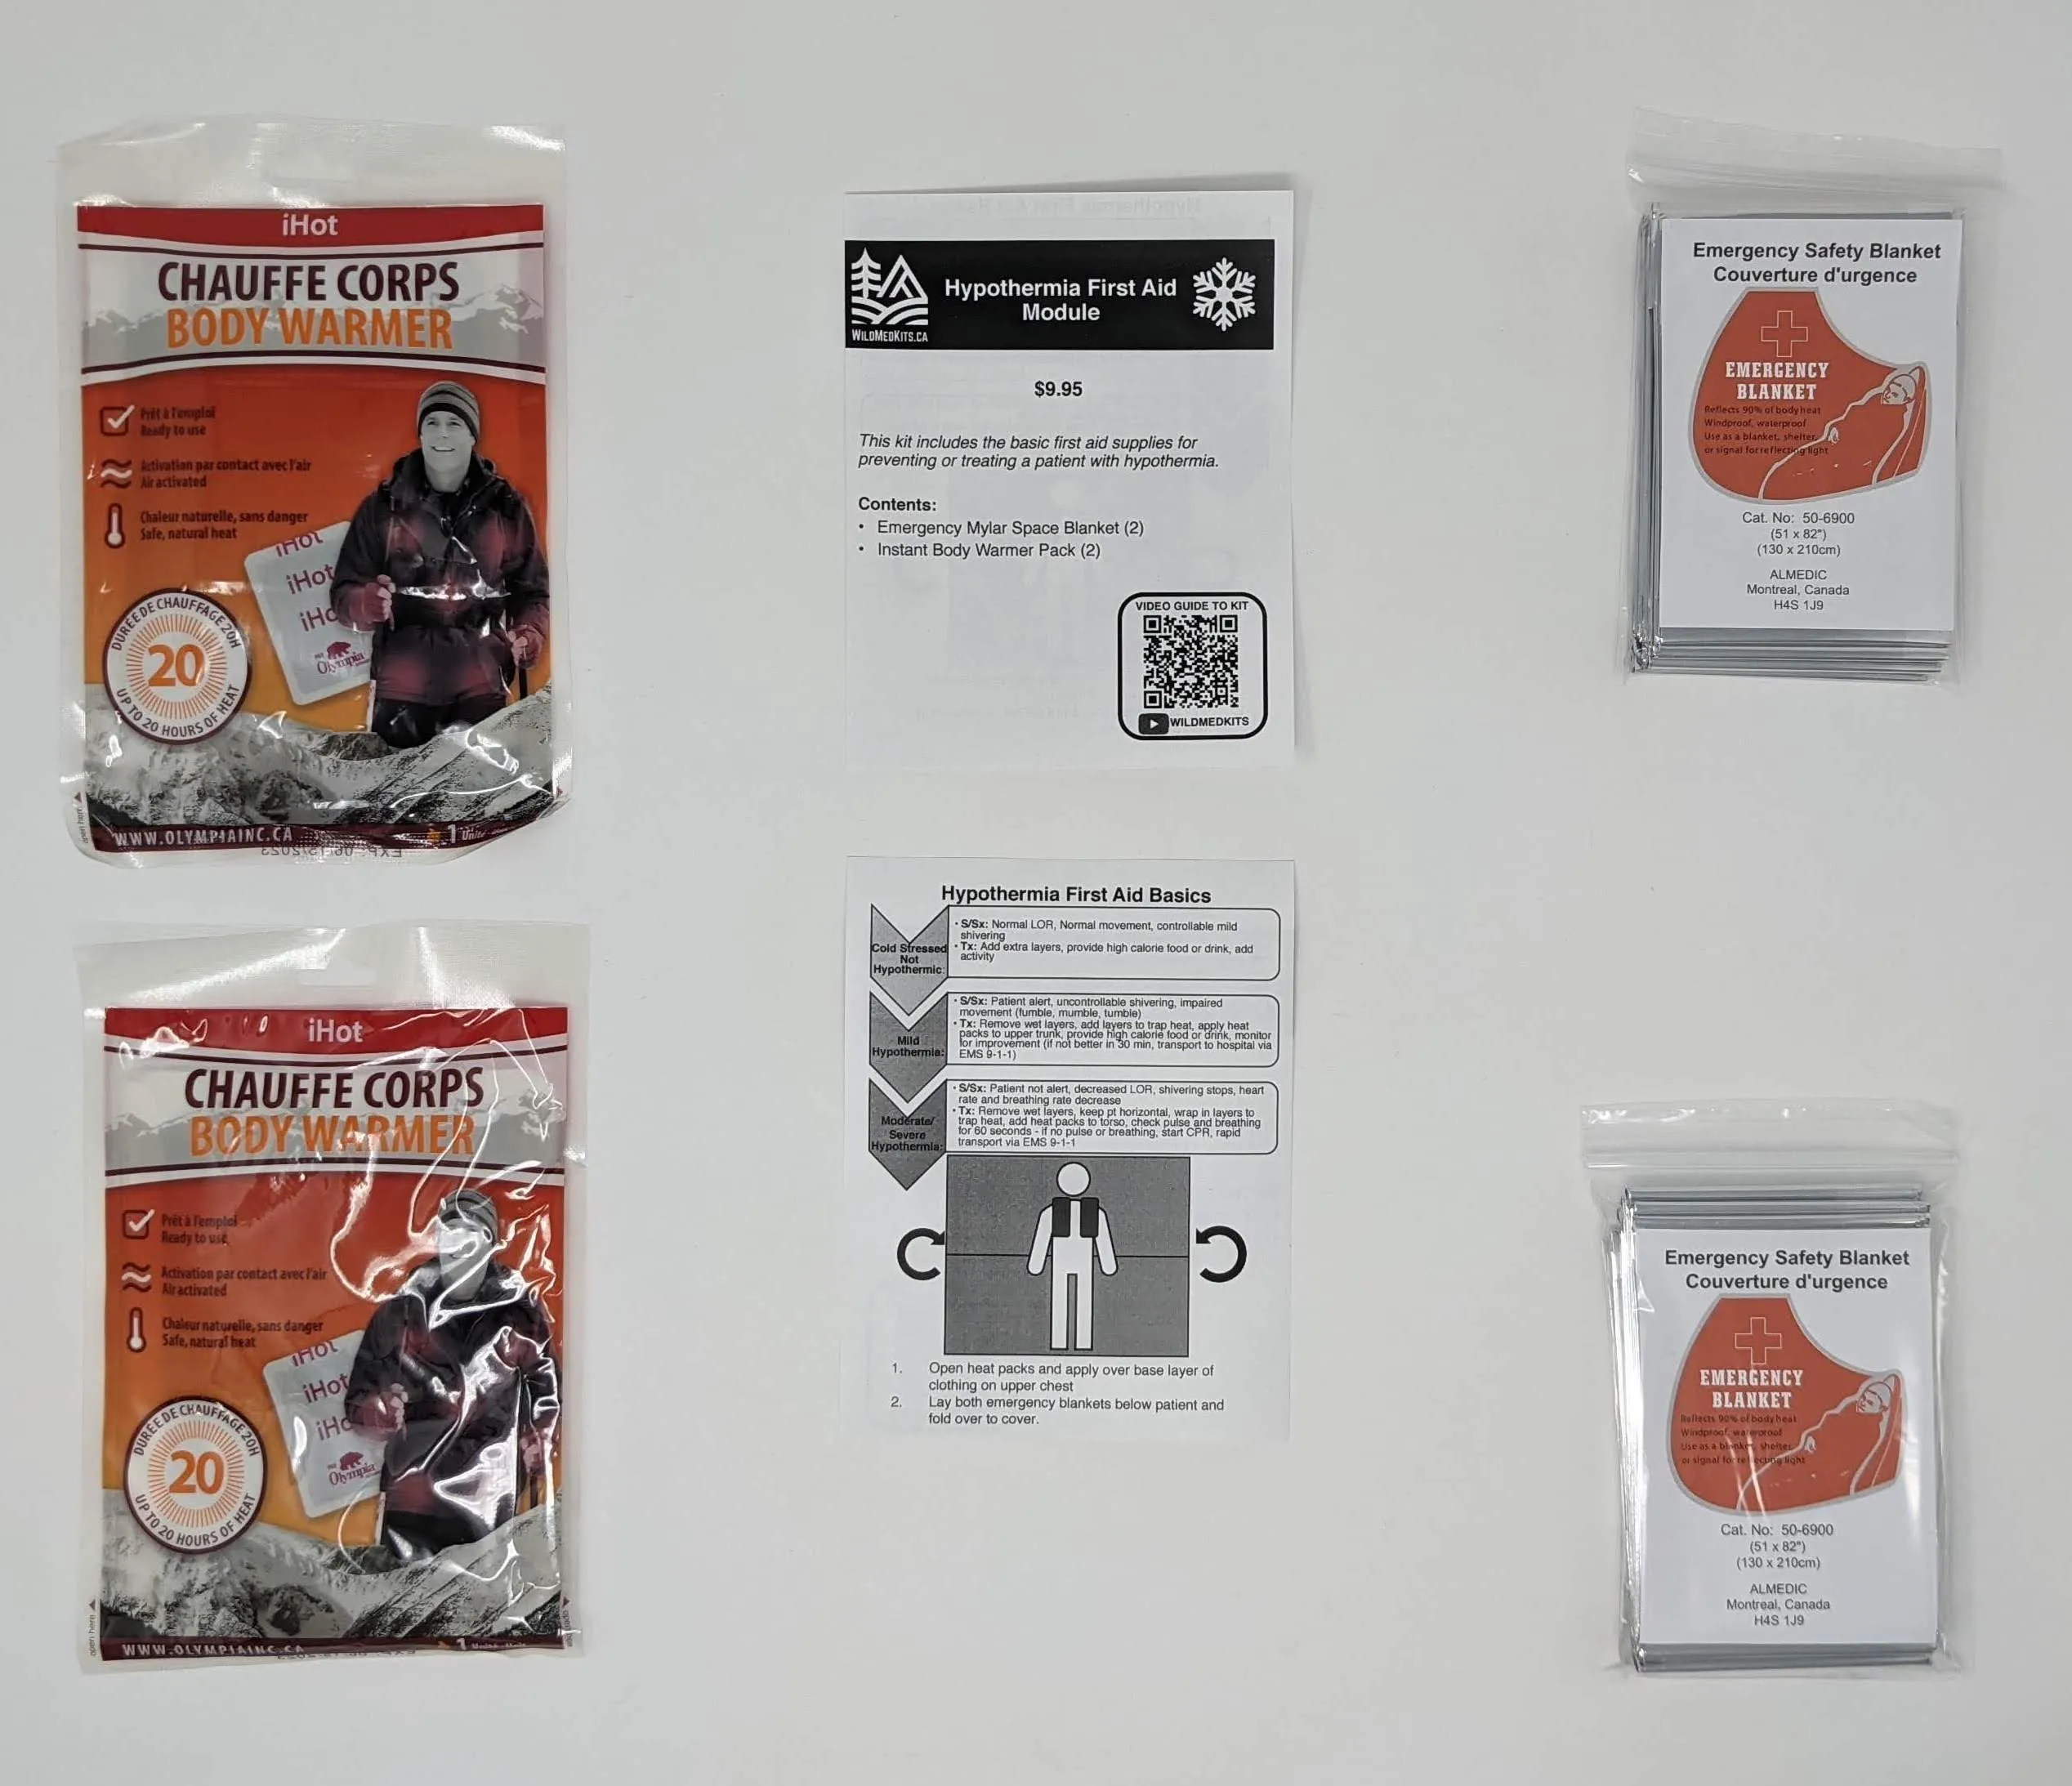 iHot
CHAUFFE CORPS
BODY WARMER
Prêt à l'emploi
Ready to use
Activation par contact avec l'air
Air activated
Chaleur naturelle, sans danger
Safe, natural heat
iHot
iHot
iHo
Olympia
DURÉE DE CHAUFFAGE 20H
20
UP TO 20 HOURS OF HEAT
open here
WWW.OLYMPIAINC.CA
1 Unité
EXP 06/15/2023
WILDMEDKITS.CA
Hypothermia First Aid
Module
$9.95
This kit includes the basic first aid supplies for
preventing or treating a patient with hypothermia.
Contents:
• Emergency Mylar Space Blanket (2)
• Instant Body Warmer Pack (2)
VIDEO GUIDE TO KIT
WILDMEDKITS
Emergency Safety Blanket
Couverture d'urgence
EMERGENCY
BLANKET
Reflects 90% of body heat
Windproof, waterproof
Use as a blanket, shelter,
or signal for reflecting light
Cat. No: 50-6900
(51 x 82")
(130 x 210cm)
ALMEDIC
Montreal, Canada
H4S 1J9
iHot
CHAUFFE CORPS
BODY WARMER
Prêt à l'emploi
Ready to use
Activation par contact avec l'air
Air activated
Chaleur naturelle, sans danger
Safe, natural heat
iHot
iHot
iHo
Olympia
DURÉE DE CHAUFFAGE 20H
20
UP TO 20 HOURS OF HEAT
open here
WWW.OLYMPIAINC.CA
1 Unité
Hypothermia First Aid Basics
Cold Stressed
Not
Hypothermic:
• S/Sx: Normal LOR, Normal movement, controllable mild
shivering
• Tx: Add extra layers, provide high calorie food or drink, add
activity
Mild
Hypothermia:
• S/Sx: Patient alert, uncontrollable shivering, impaired
movement (fumble, mumble, tumble)
• Tx: Remove wet layers, add layers to trap heat, apply heat
packs to upper trunk, provide high calorie food or drink, monitor
for improvement (if not better in 30 min, transport to hospital via
EMS 9-1-1)
Moderate/
Severe
Hypothermia:
• S/Sx: Patient not alert, decreased LOR, shivering stops, heart
rate and breathing rate decrease
• Tx: Remove wet layers, keep pt horizontal, wrap in layers to
trap heat, add heat packs to torso, check pulse and breathing
for 60 seconds - if no pulse or breathing, start CPR, rapid
transport via EMS 9-1-1
1. Open heat packs and apply over base layer of
clothing on upper chest
2. Lay both emergency blankets below patient and
fold over to cover.
Emergency Safety Blanket
Couverture d'urgence
EMERGENCY
BLANKET
Reflects 90% of body heat
Windproof, waterproof
Use as a blanket, shelter,
or signal for reflecting light
Cat. No: 50-6900
(51 x 82")
(130 x 210cm)
ALMEDIC
Montreal, Canada
H4S 1J9